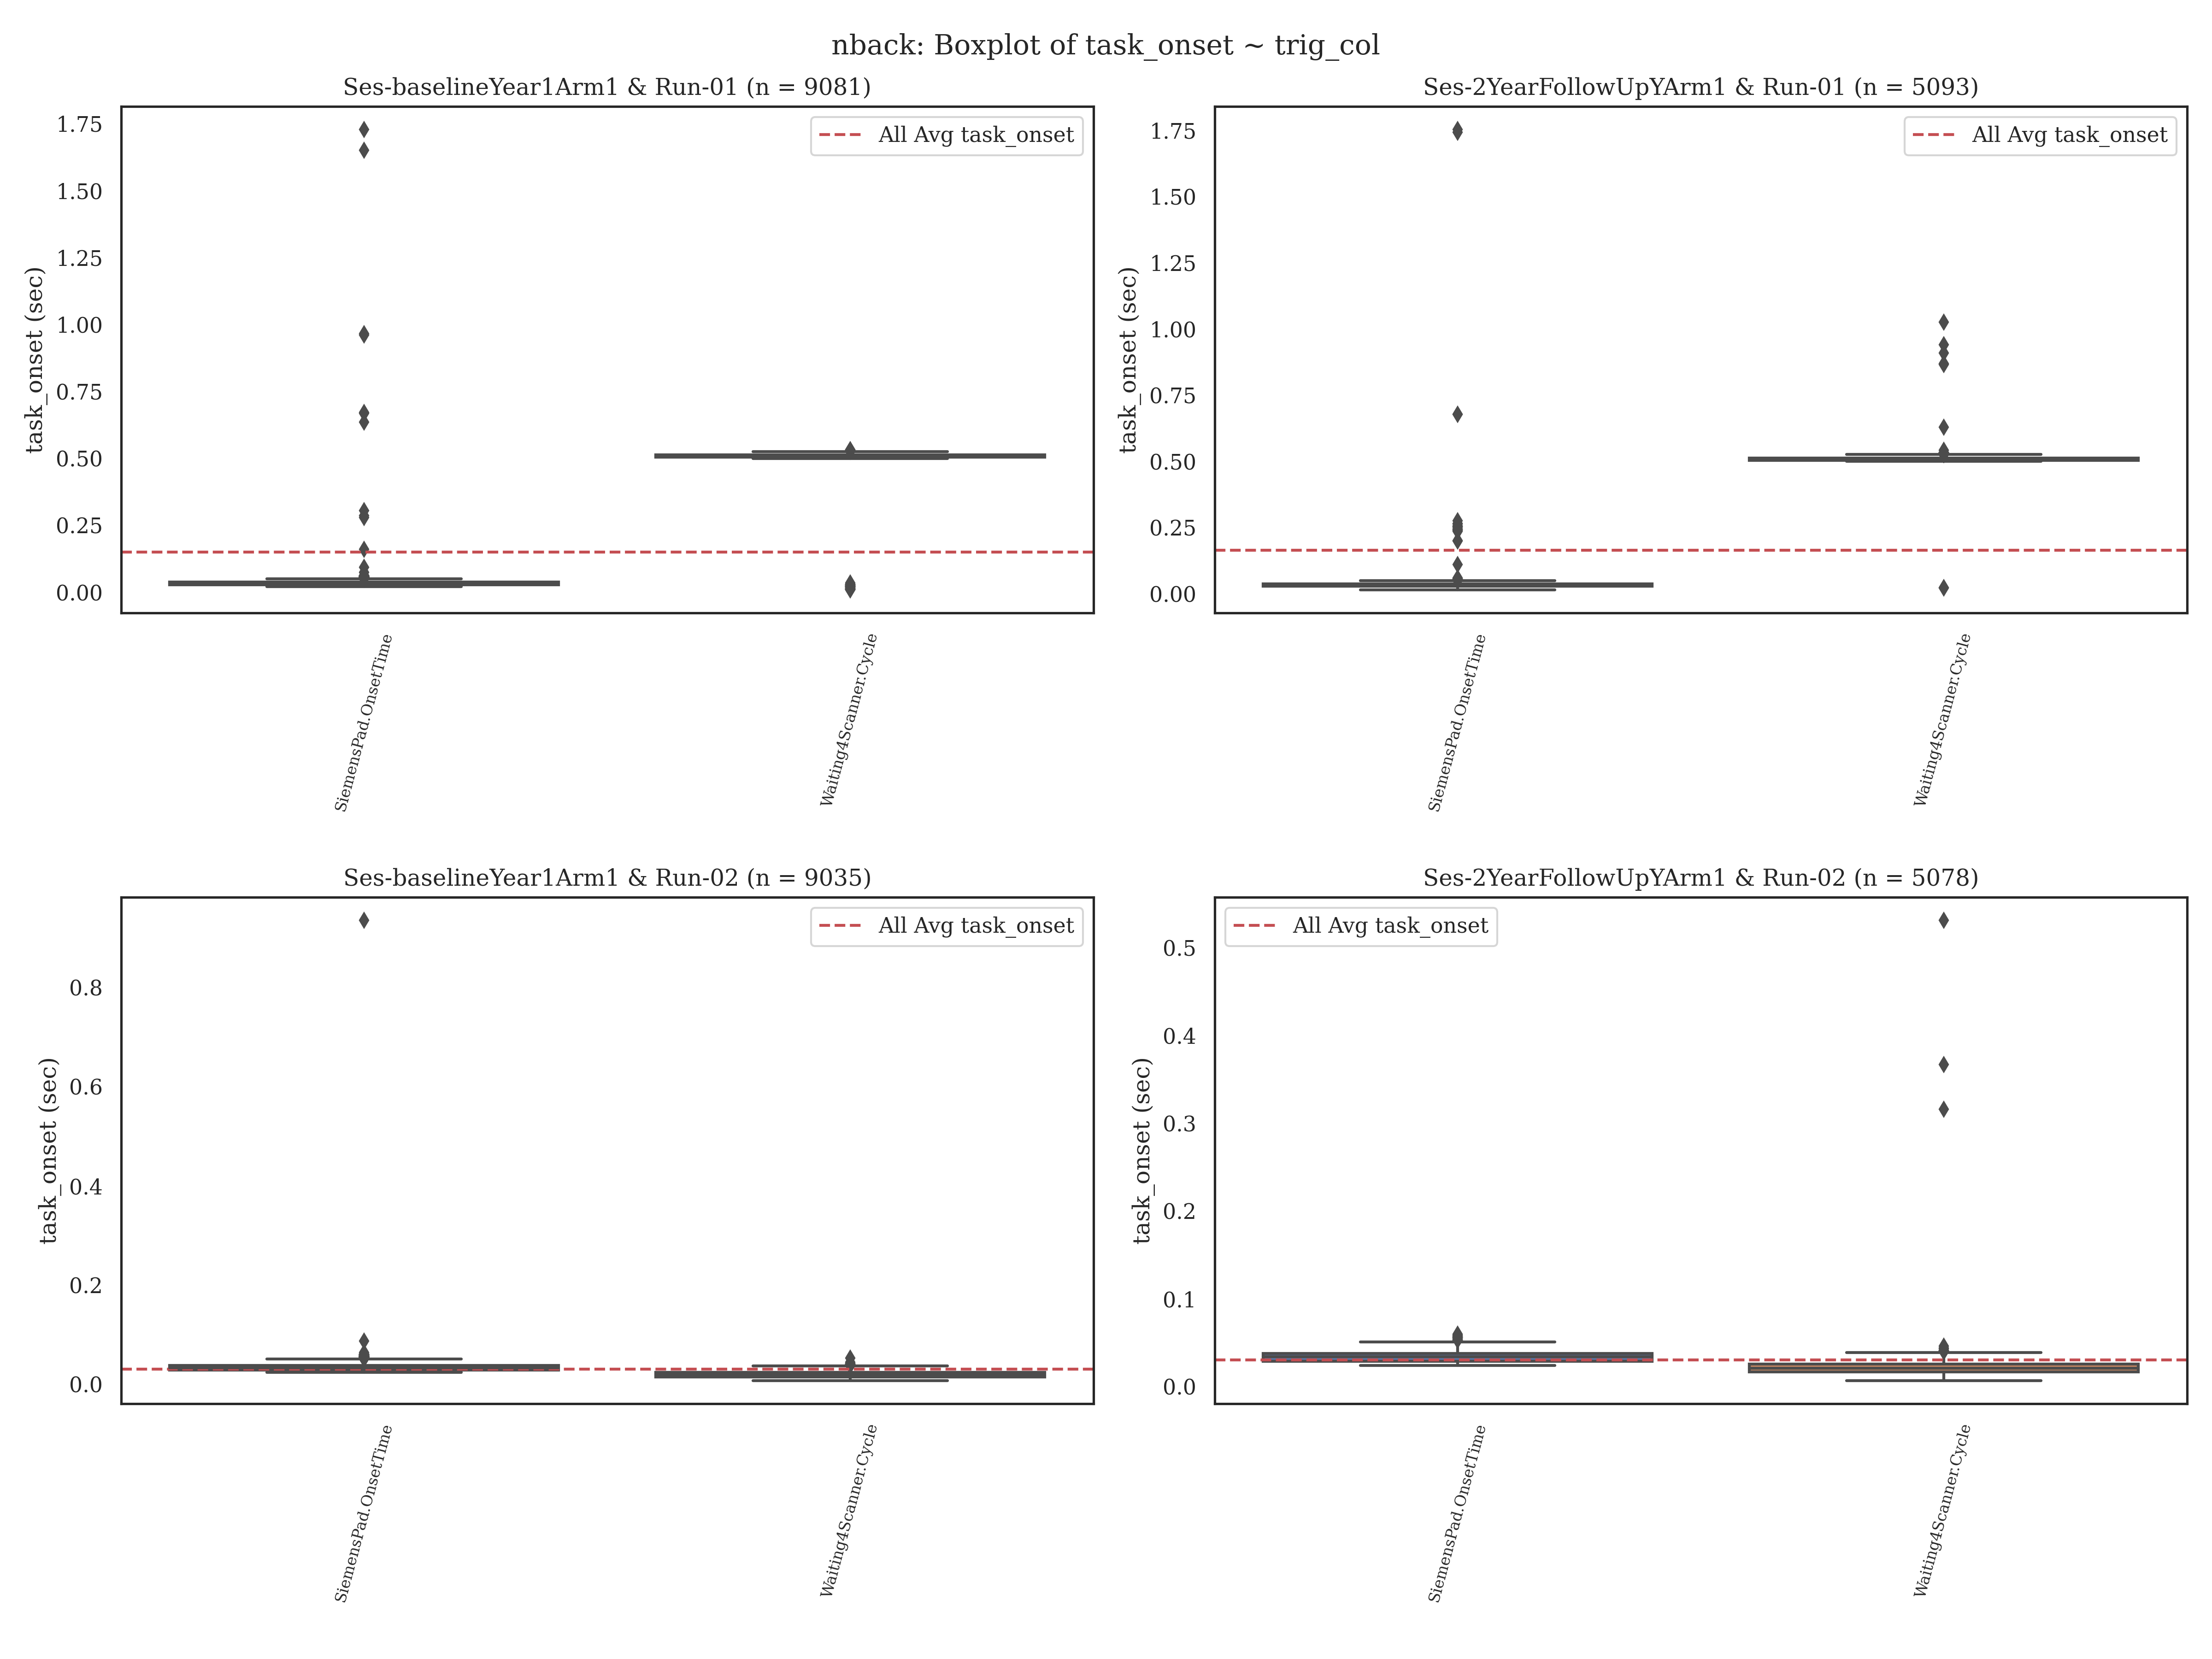 nback: Boxplot of task_onset ~ trig_col
Ses-baselineYear1Arm1 & Run-01 (n = 9081)
All Avg task_onset
task_onset (sec)
1.75
1.50
1.25
1.00
0.75
0.50
0.25
0.00
SiemensPad.OnsetTime
Waiting4Scanner.Cycle
Ses-2YearFollowUpYArm1 & Run-01 (n = 5093)
All Avg task_onset
task_onset (sec)
1.75
1.50
1.25
1.00
0.75
0.50
0.25
0.00
SiemensPad.OnsetTime
Waiting4Scanner.Cycle
Ses-baselineYear1Arm1 & Run-02 (n = 9035)
All Avg task_onset
task_onset (sec)
0.8
0.6
0.4
0.2
0.0
SiemensPad.OnsetTime
Waiting4Scanner.Cycle
Ses-2YearFollowUpYArm1 & Run-02 (n = 5078)
All Avg task_onset
task_onset (sec)
0.5
0.4
0.3
0.2
0.1
0.0
SiemensPad.OnsetTime
Waiting4Scanner.Cycle